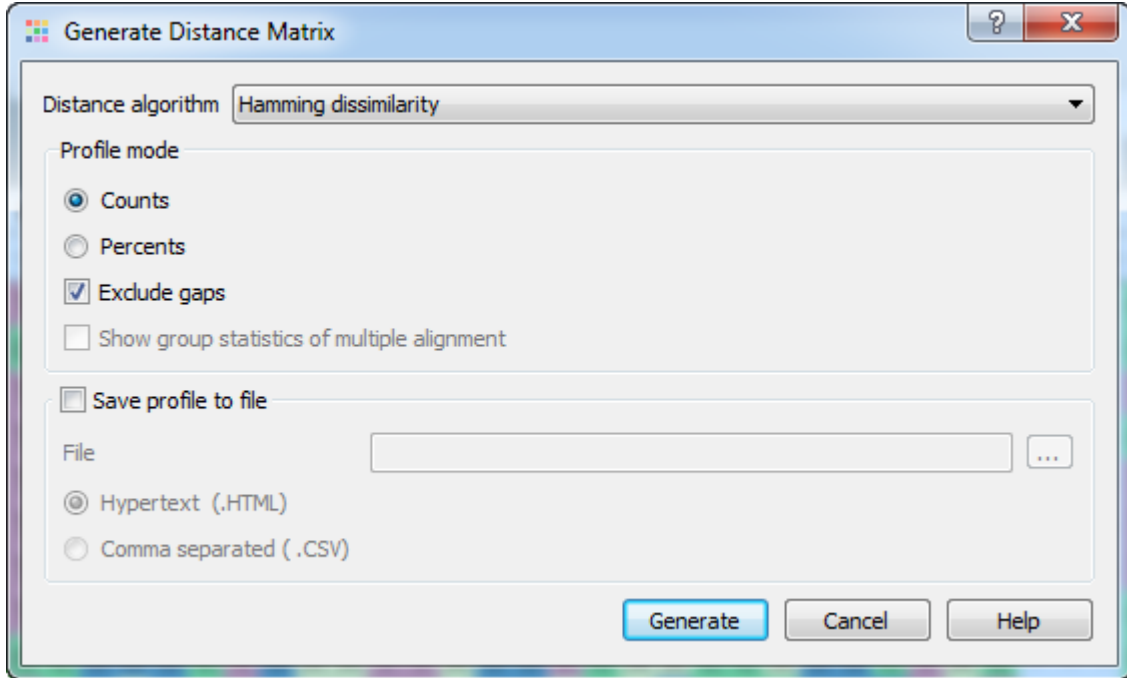 Generate Distance Matrix
Distance algorithm Hamming dissimilarity
Profile mode
Counts
Percents
Exclude gaps
Show group statistics of multiple alignment
Save profile to file
File ...
Hypertext (.HTML)
Comma separated ( .CSV)
Generate Cancel Help